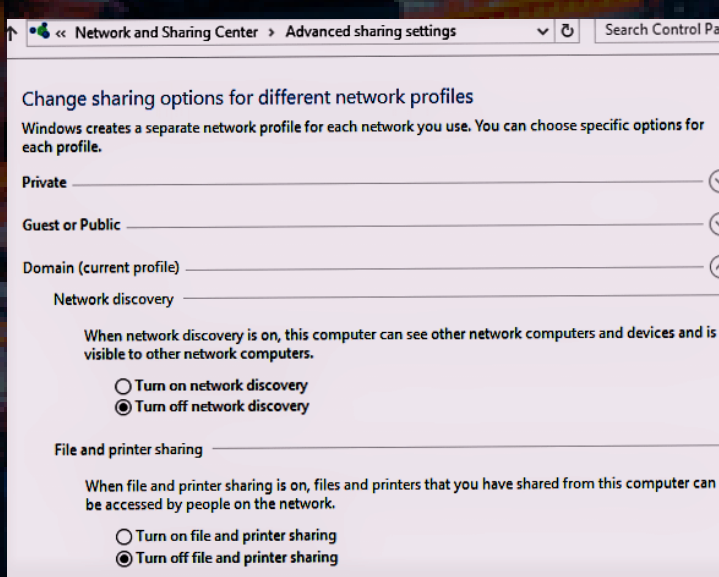 « Network and Sharing Center > Advanced sharing settings
Search Control Pa
Change sharing options for different network profiles
Windows creates a separate network profile for each network you use. You can choose specific options for
each profile.
Private
Guest or Public
Domain (current profile)
Network discovery
When network discovery is on, this computer can see other network computers and devices and is
visible to other network computers.
Turn on network discovery
Turn off network discovery
File and printer sharing
When file and printer sharing is on, files and printers that you have shared from this computer can
be accessed by people on the network.
Turn on file and printer sharing
Turn off file and printer sharing